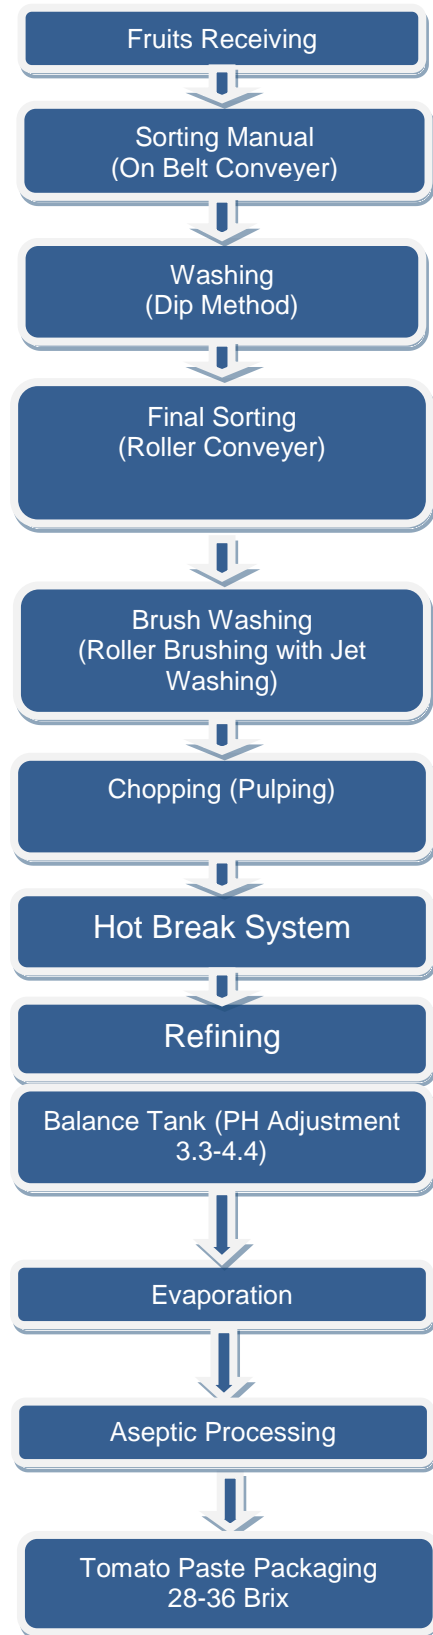 Fruits Receiving
Sorting Manual
(On Belt Conveyer)
Washing
(Dip Method)
Final Sorting
(Roller Conveyer)
Brush Washing
(Roller Brushing with Jet
Washing)
Chopping (Pulping)
Hot Break System
Refining
Balance Tank (PH Adjustment
3.3-4.4)
Evaporation
Aseptic Processing
Tomato Paste Packaging
28-36 Brix